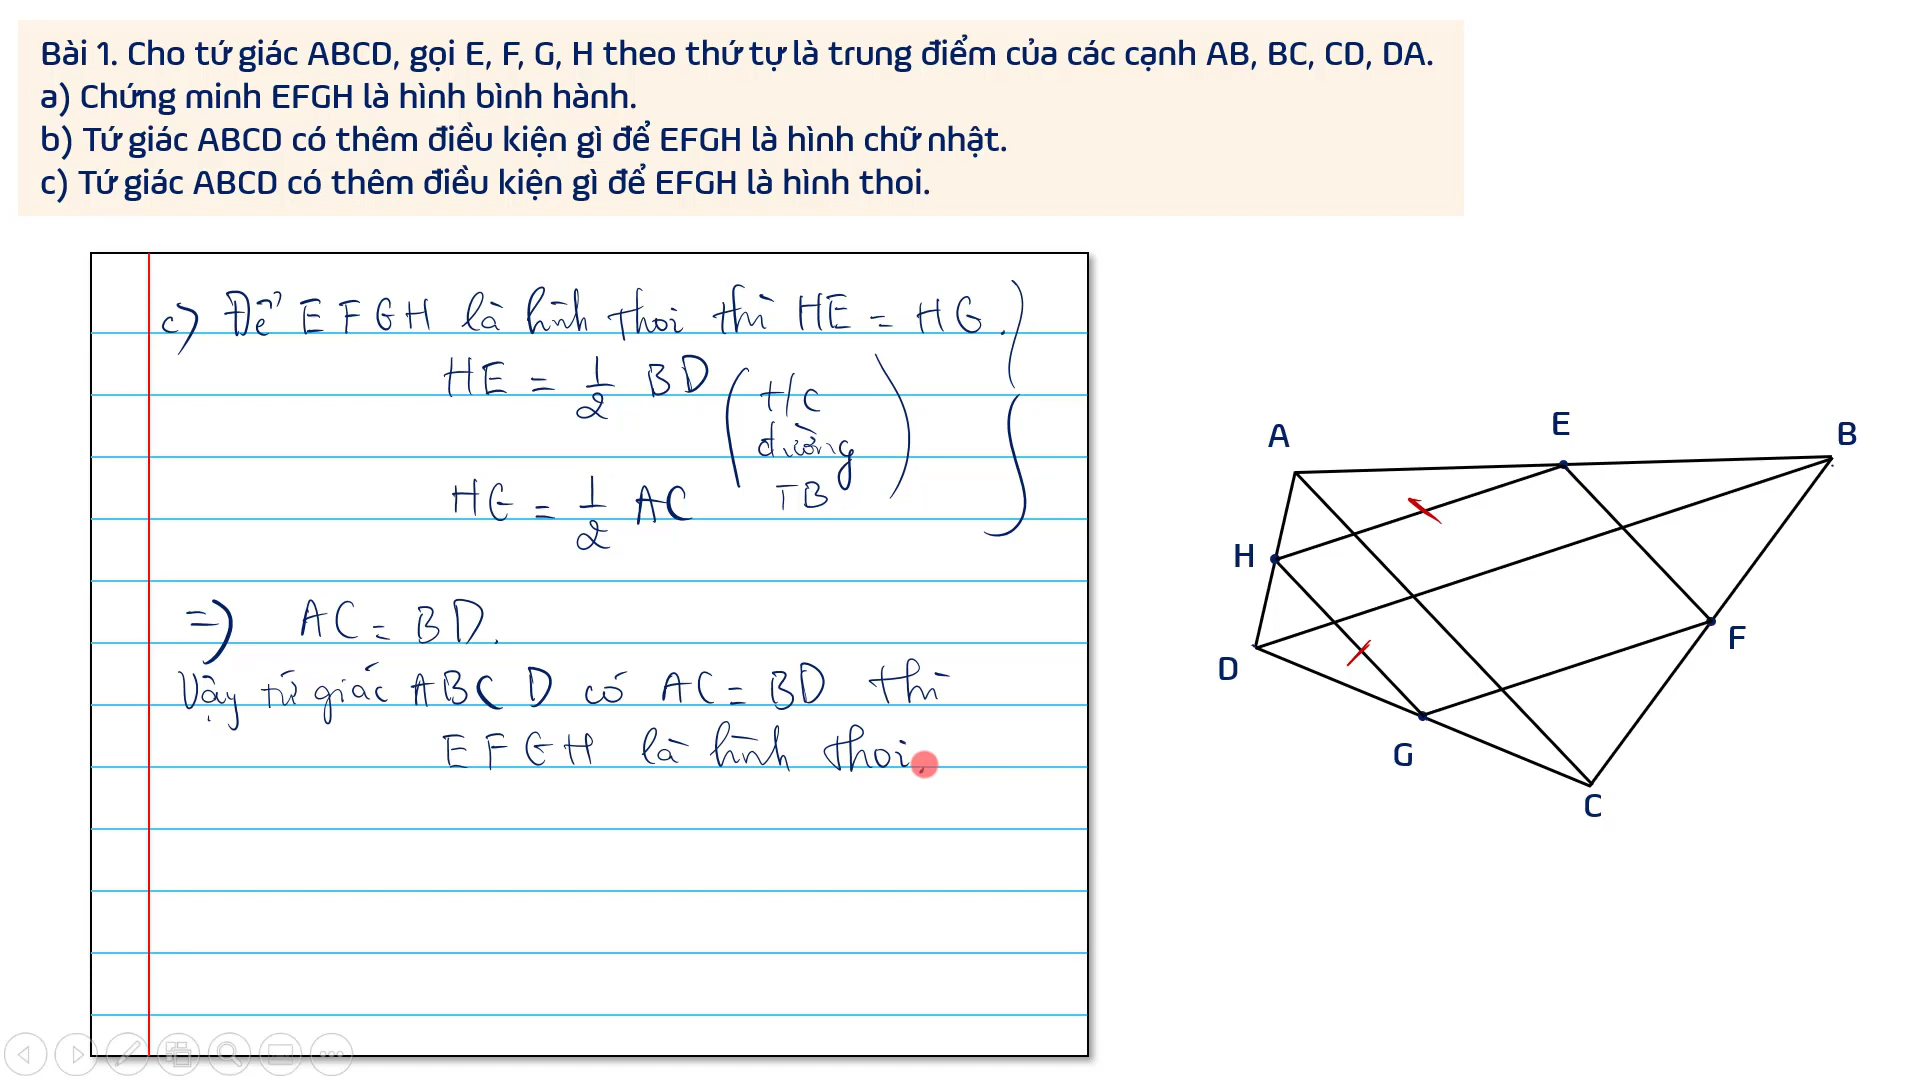 Bài 1. Cho tứ giác ABCD, gọi E, F, G, H theo thứ tự là trung điểm của các cạnh AB, BC, CD, DA.
a) Chứng minh EFGH là hình bình hành.
b) Tứ giác ABCD có thêm điều kiện gì để EFGH là hình chữ nhật.
c) Tứ giác ABCD có thêm điều kiện gì để EFGH là hình thoi.
c) Để EFGH là hình thoi thì HE = HG.
HE = 1/2 BD
(t/c
đường
TB)
HG = 1/2 AC
=> AC = BD.
Vậy tứ giác ABCD có AC = BD thì
EFGH là hình thoi.
A
E
B
H
D
F
G
C